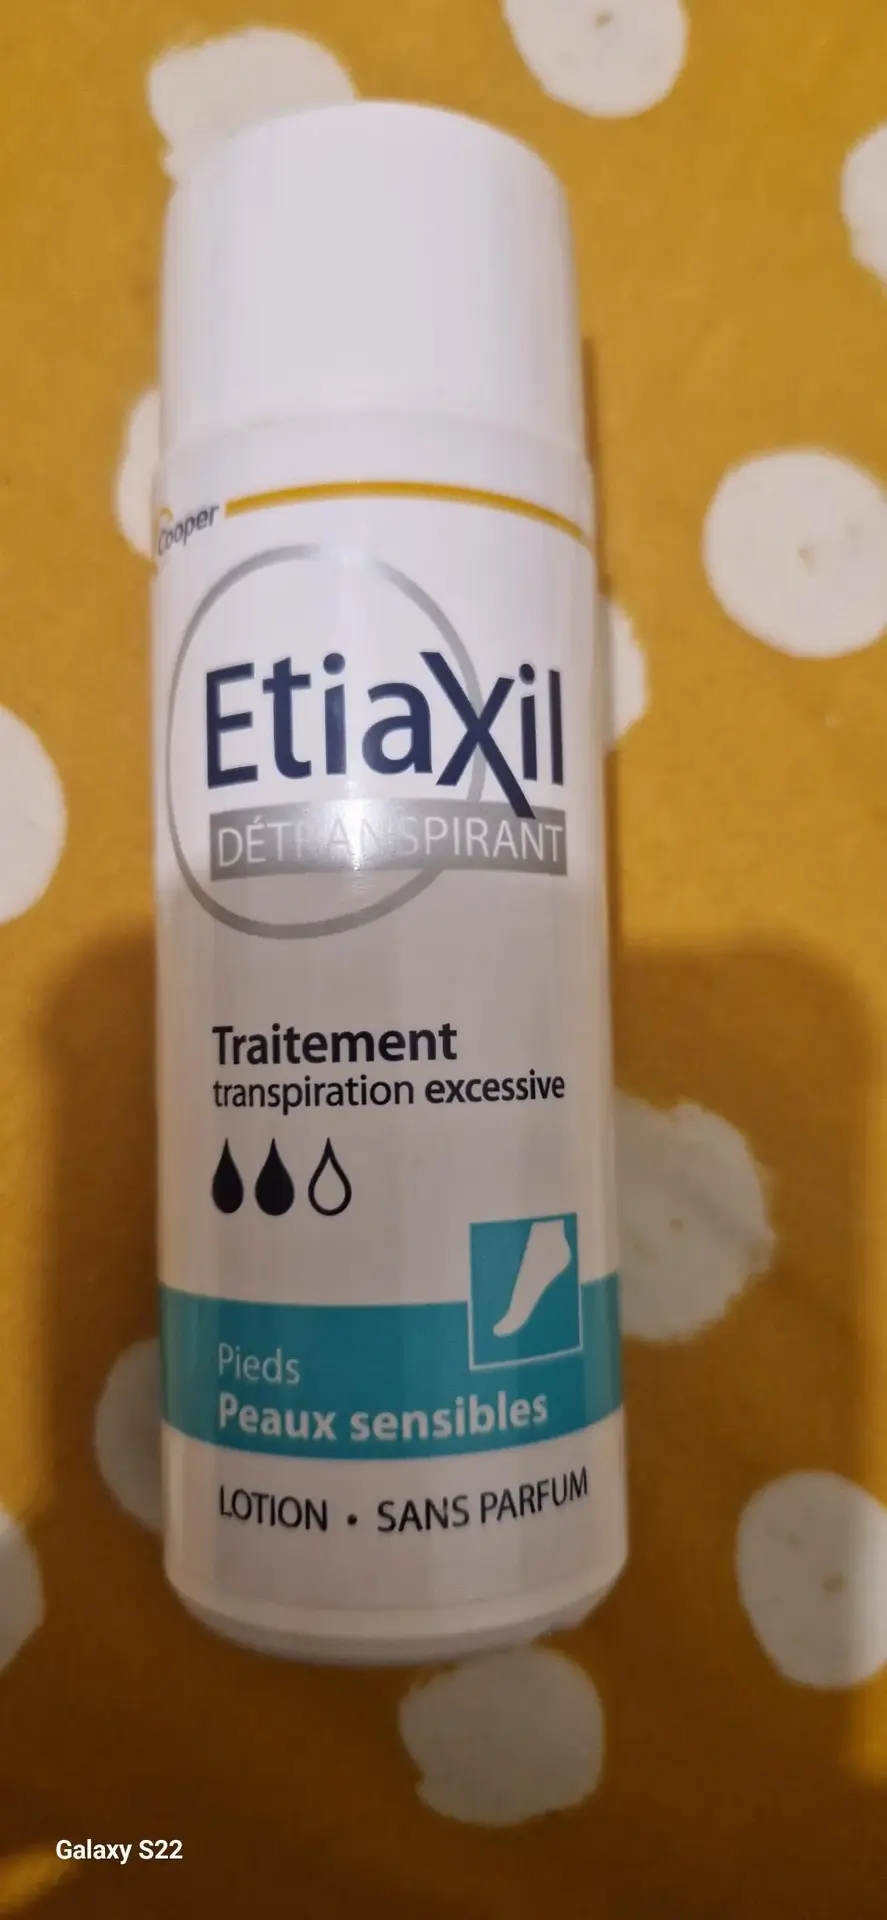 Cooper
Etiaxil
DÉTRANSPIRANT
Traitement
transpiration excessive
Pieds
Peaux sensibles
LOTION • SANS PARFUM
Galaxy S22